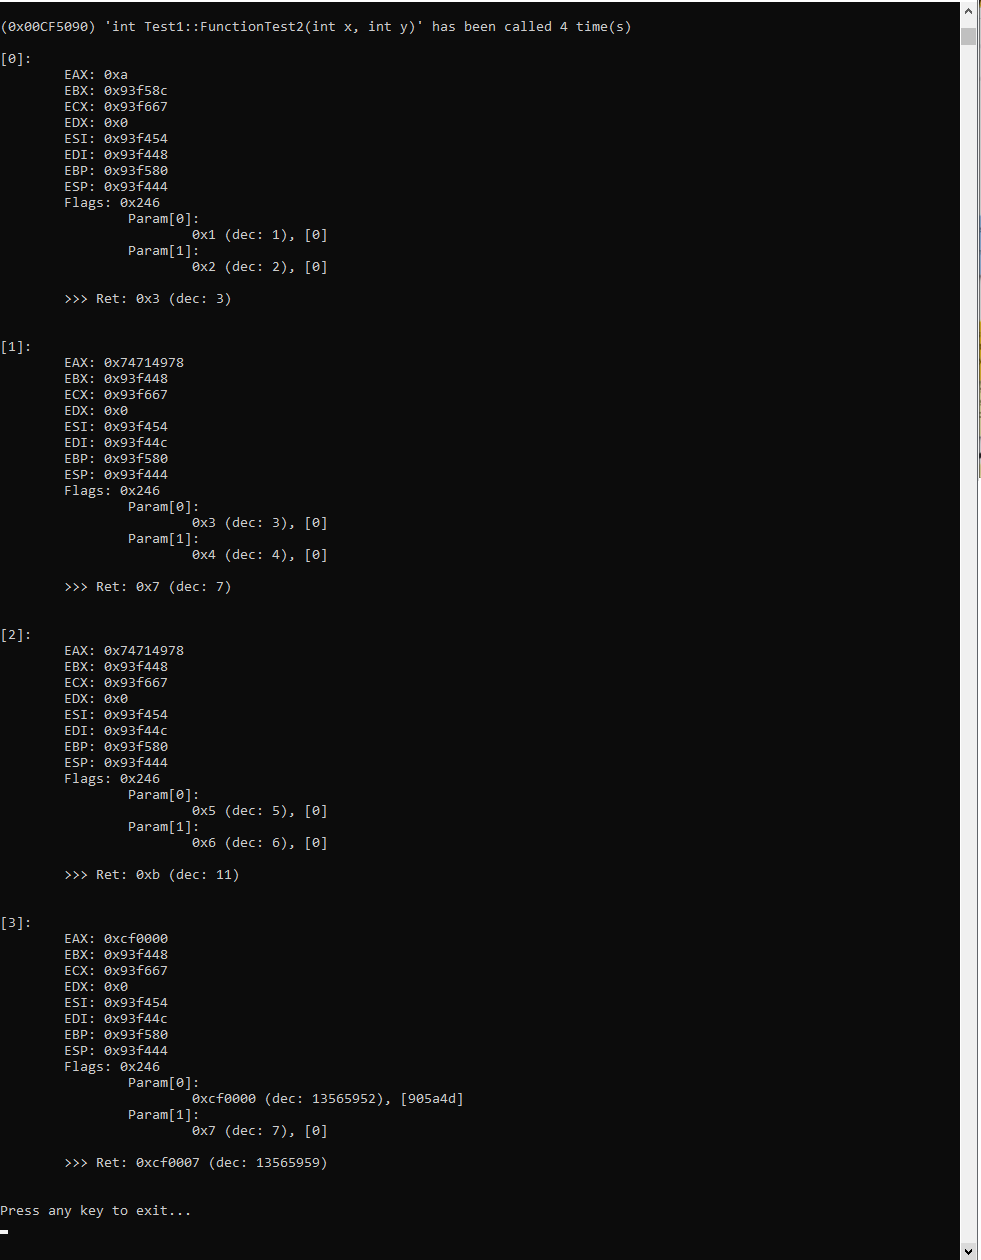 (0x00CF5090) 'int Test1::FunctionTest2(int x, int y)' has been called 4 time(s)
[0]:
EAX: 0xa
EBX: 0x93f58c
ECX: 0x93f667
EDX: 0x0
ESI: 0x93f454
EDI: 0x93f448
EBP: 0x93f580
ESP: 0x93f444
Flags: 0x246
Param[0]:
0x1 (dec: 1), [0]
Param[1]:
0x2 (dec: 2), [0]
>>> Ret: 0x3 (dec: 3)
[1]:
EAX: 0x74714978
EBX: 0x93f448
ECX: 0x93f667
EDX: 0x0
ESI: 0x93f454
EDI: 0x93f44c
EBP: 0x93f580
ESP: 0x93f444
Flags: 0x246
Param[0]:
0x3 (dec: 3), [0]
Param[1]:
0x4 (dec: 4), [0]
>>> Ret: 0x7 (dec: 7)
[2]:
EAX: 0x74714978
EBX: 0x93f448
ECX: 0x93f667
EDX: 0x0
ESI: 0x93f454
EDI: 0x93f44c
EBP: 0x93f580
ESP: 0x93f444
Flags: 0x246
Param[0]:
0x5 (dec: 5), [0]
Param[1]:
0x6 (dec: 6), [0]
>>> Ret: 0xb (dec: 11)
[3]:
EAX: 0xcf0000
EBX: 0x93f448
ECX: 0x93f667
EDX: 0x0
ESI: 0x93f454
EDI: 0x93f44c
EBP: 0x93f580
ESP: 0x93f444
Flags: 0x246
Param[0]:
0xcf0000 (dec: 13565952), [905a4d]
Param[1]:
0x7 (dec: 7), [0]
>>> Ret: 0xcf0007 (dec: 13565959)
Press any key to exit...